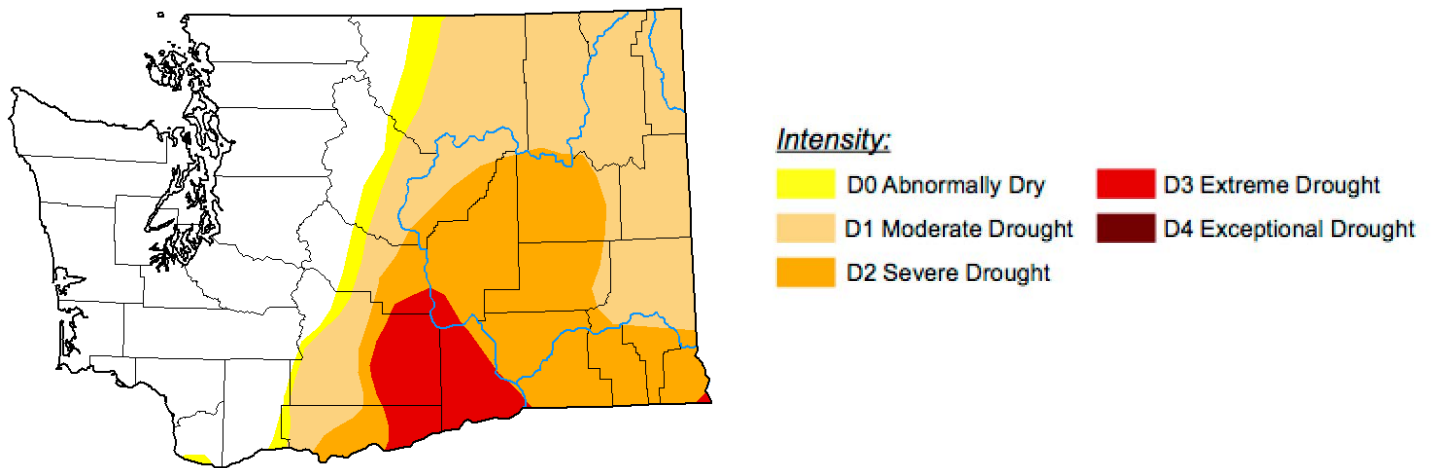 Intensity:
D0 Abnormally Dry
D3 Extreme Drought
D1 Moderate Drought
D4 Exceptional Drought
D2 Severe Drought